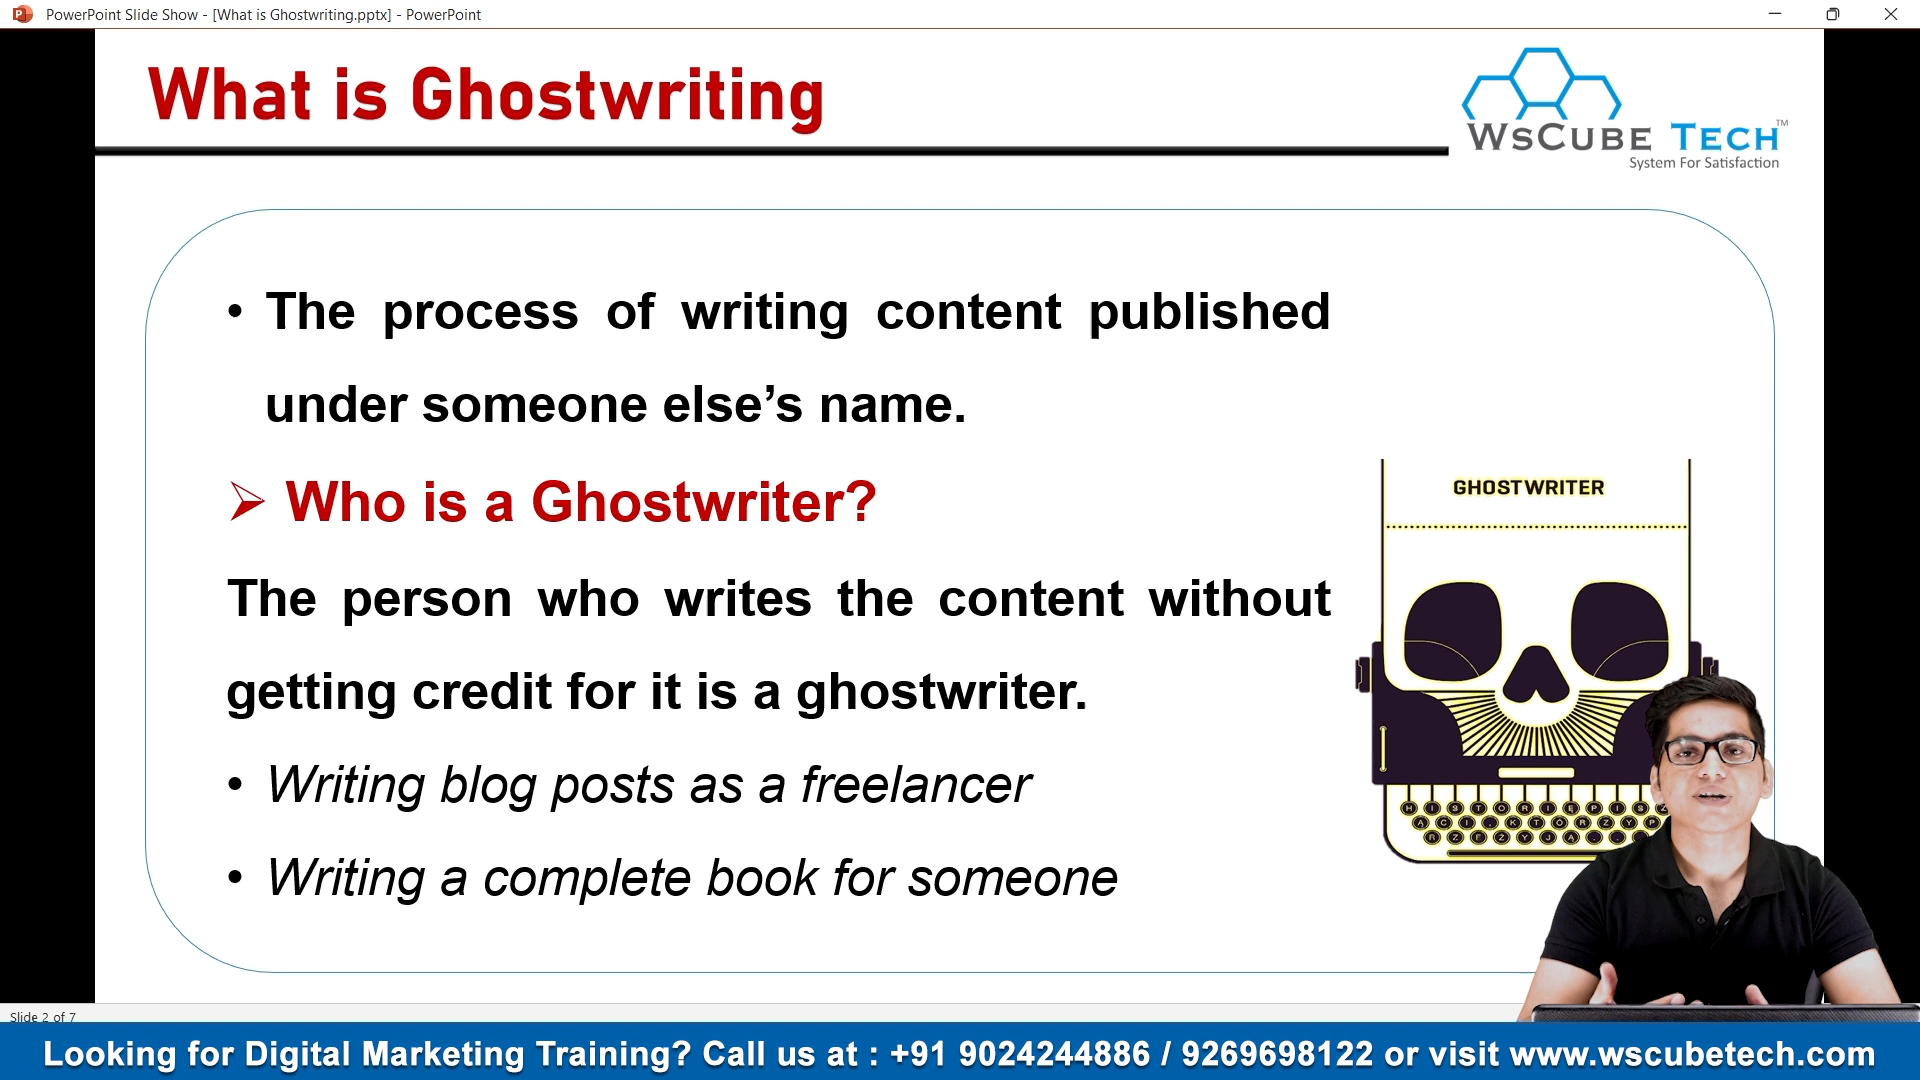 PowerPoint Slide Show - [What is Ghostwriting.pptx] - PowerPoint
What is Ghostwriting
WSCUBE TECH™
System For Satisfaction
• The process of writing content published
under someone else’s name.
➢ Who is a Ghostwriter?
The person who writes the content without
getting credit for it is a ghostwriter.
• Writing blog posts as a freelancer
• Writing a complete book for someone
GHOSTWRITER
H I S T O R I E P I S Z
Ą C I . K T Ó R Z Y P
R Z E Z Y J Ą . .
Slide 2 of 7
Looking for Digital Marketing Training? Call us at : +91 9024244886 / 9269698122 or visit www.wscubetech.com